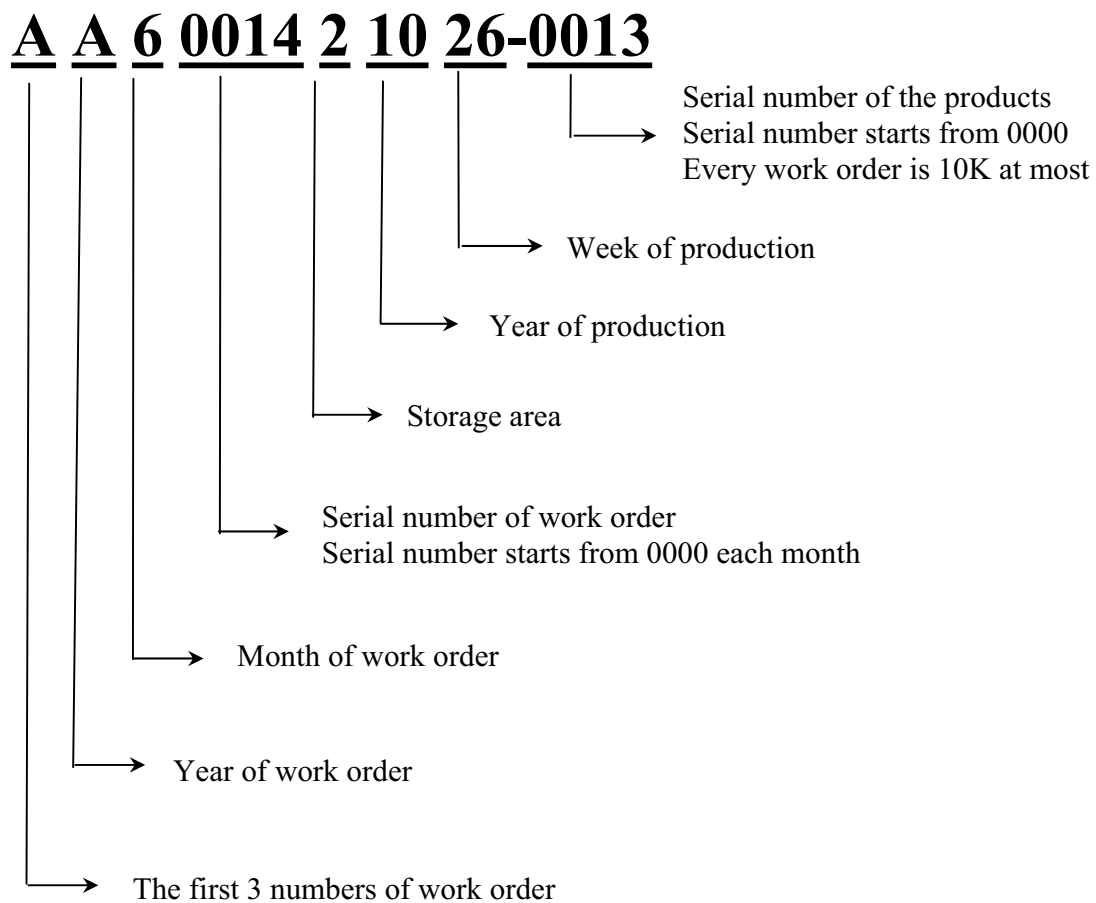 A A 6 0014 2 10 26-0013
Serial number of the products
Serial number starts from 0000
Every work order is 10K at most
Week of production
Year of production
Storage area
Serial number of work order
Serial number starts from 0000 each month
Month of work order
Year of work order
The first 3 numbers of work order